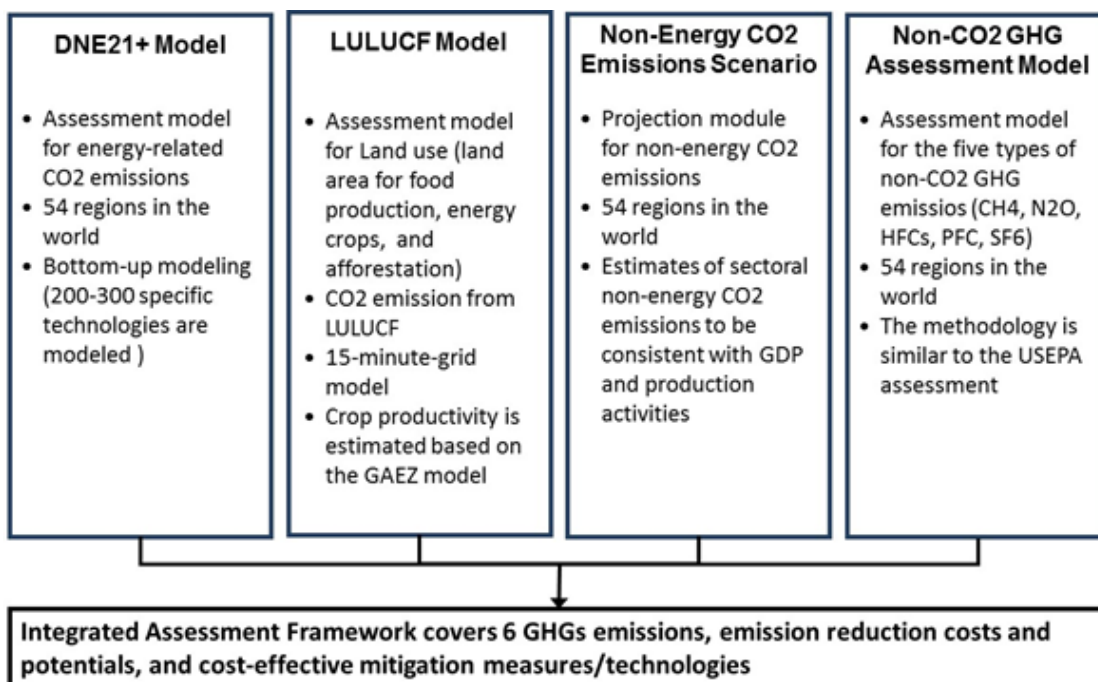 DNE21+ Model
• Assessment model
for energy-related
CO2 emissions
• 54 regions in the
world
• Bottom-up modeling
(200-300 specific
technologies are
modeled )
LULUCF Model
• Assessment model
for Land use (land
area for food
production, energy
crops, and
afforestation)
• CO2 emission from
LULUCF
• 15-minute-grid
model
• Crop productivity is
estimated based on
the GAEZ model
Non-Energy CO2
Emissions Scenario
• Projection module
for non-energy CO2
emissions
• 54 regions in the
world
• Estimates of sectoral
non-energy CO2
emissions to be
consistent with GDP
and production
activities
Non-CO2 GHG
Assessment Model
• Assessment model
for the five types of
non-CO2 GHG
emissios (CH4, N2O,
HFCs, PFC, SF6)
• 54 regions in the
world
• The methodology is
similar to the USEPA
assessment
Integrated Assessment Framework covers 6 GHGs emissions, emission reduction costs and
potentials, and cost-effective mitigation measures/technologies